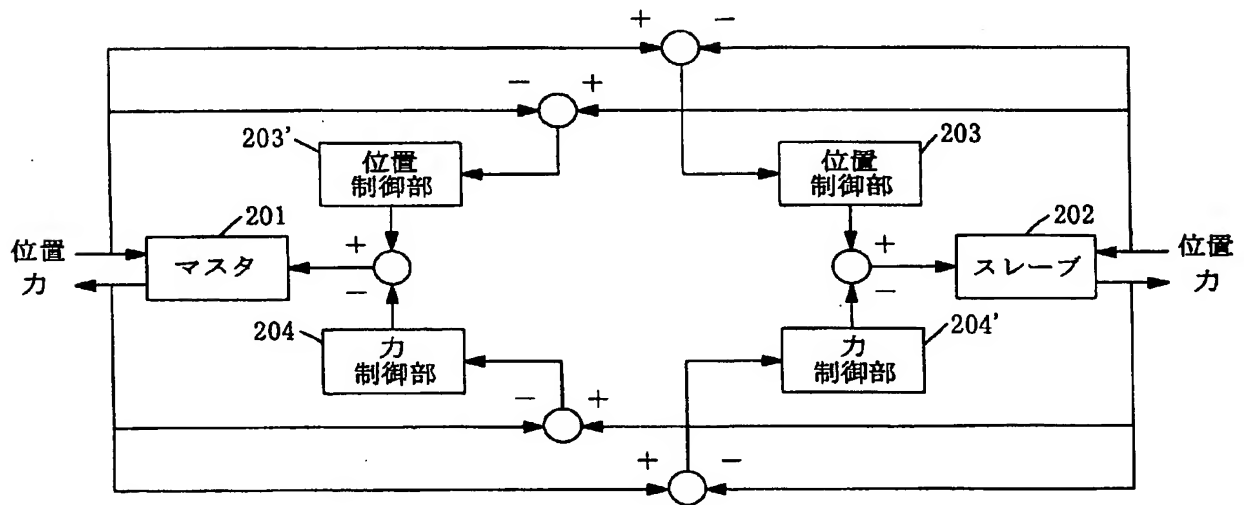 + −
− +
203'
203
位置
制御部
位置
制御部
201
202
位置
力
+
マスタ
−
+
スレーブ
−
位置
力
204
204'
力
制御部
力
制御部
− +
+ −